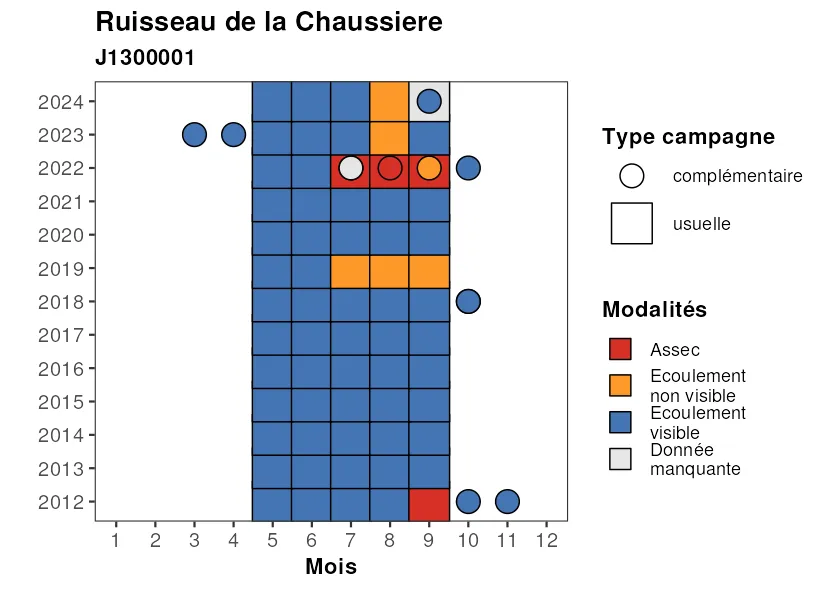 Ruisseau de la Chaussiere
J1300001
2024
2023
2022
2021
2020
2019
2018
2017
2016
2015
2014
2013
2012
1 2 3 4 5 6 7 8 9 10 11 12
Mois
Type campagne
complémentaire
usuelle
Modalités
Assec
Ecoulement
non visible
Ecoulement
visible
Donnée
manquante